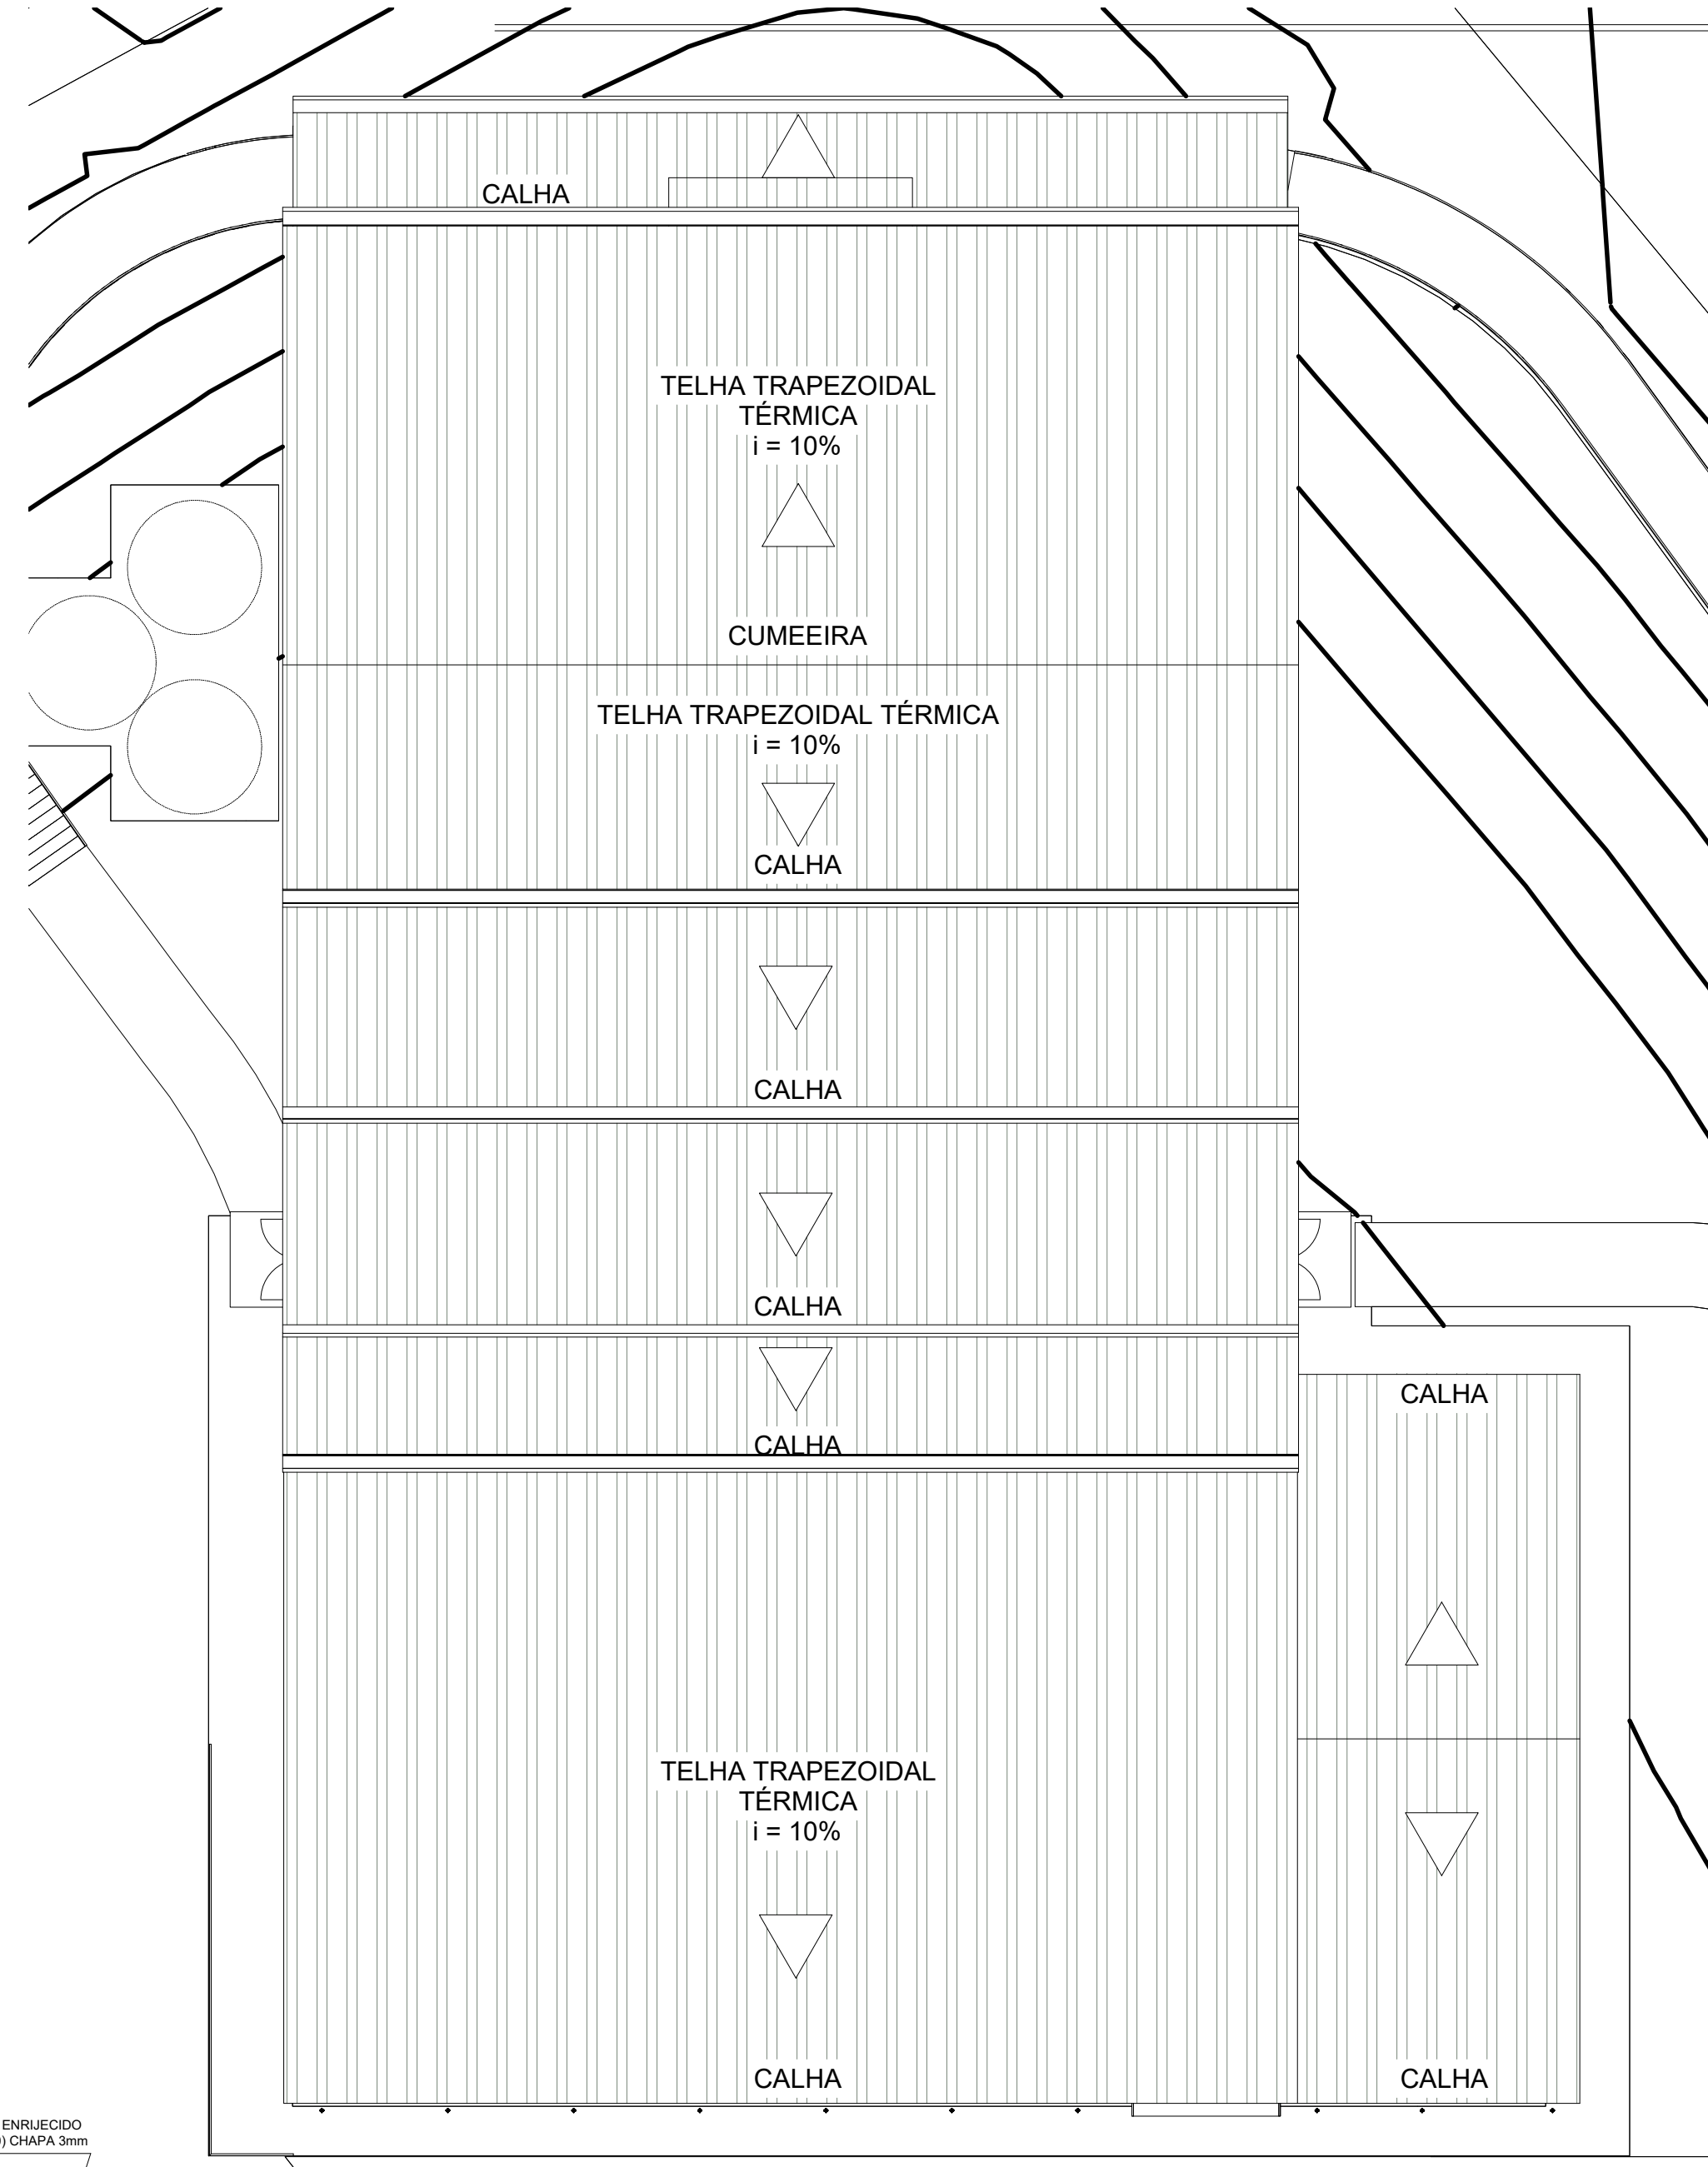 CALHA
TELHA TRAPEZOIDAL
TÉRMICA
i = 10%
CUMEEIRA
TELHA TRAPEZOIDAL TÉRMICA
i = 10%
CALHA
CALHA
CALHA
CALHA
CALHA
TELHA TRAPEZOIDAL
TÉRMICA
i = 10%
CALHA
CALHA
ENRIJECIDO
) CHAPA 3mm